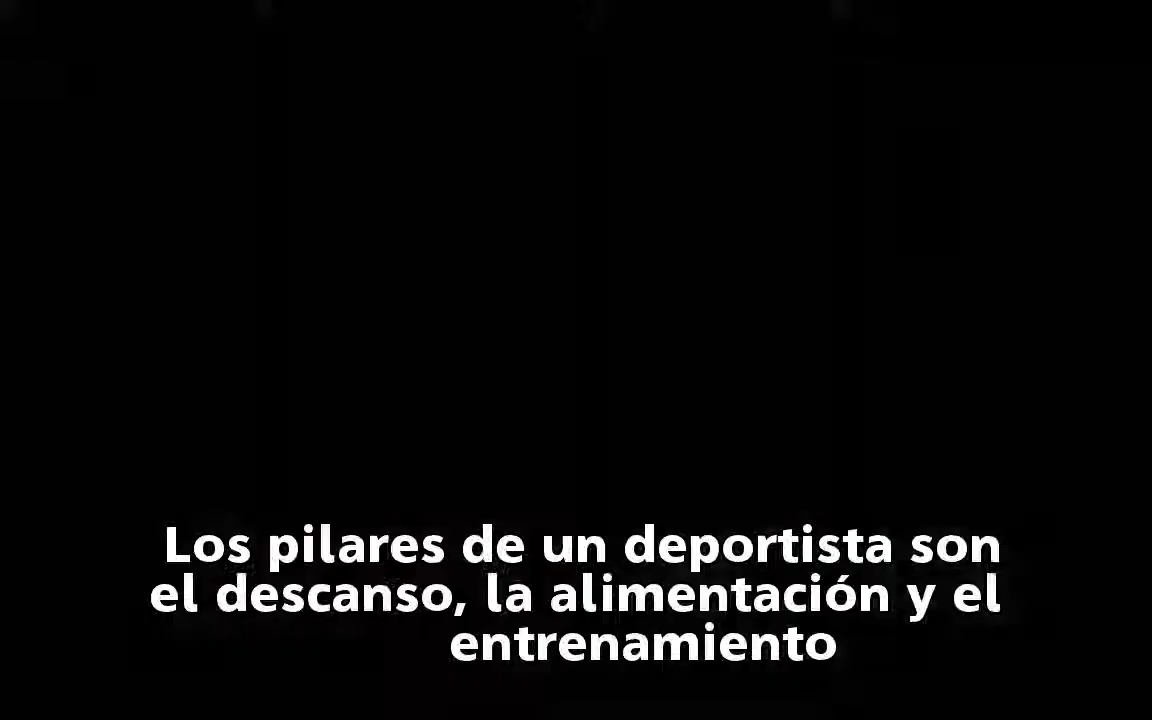 Los pilares de un deportista son
el descanso, la alimentación y el
entrenamiento